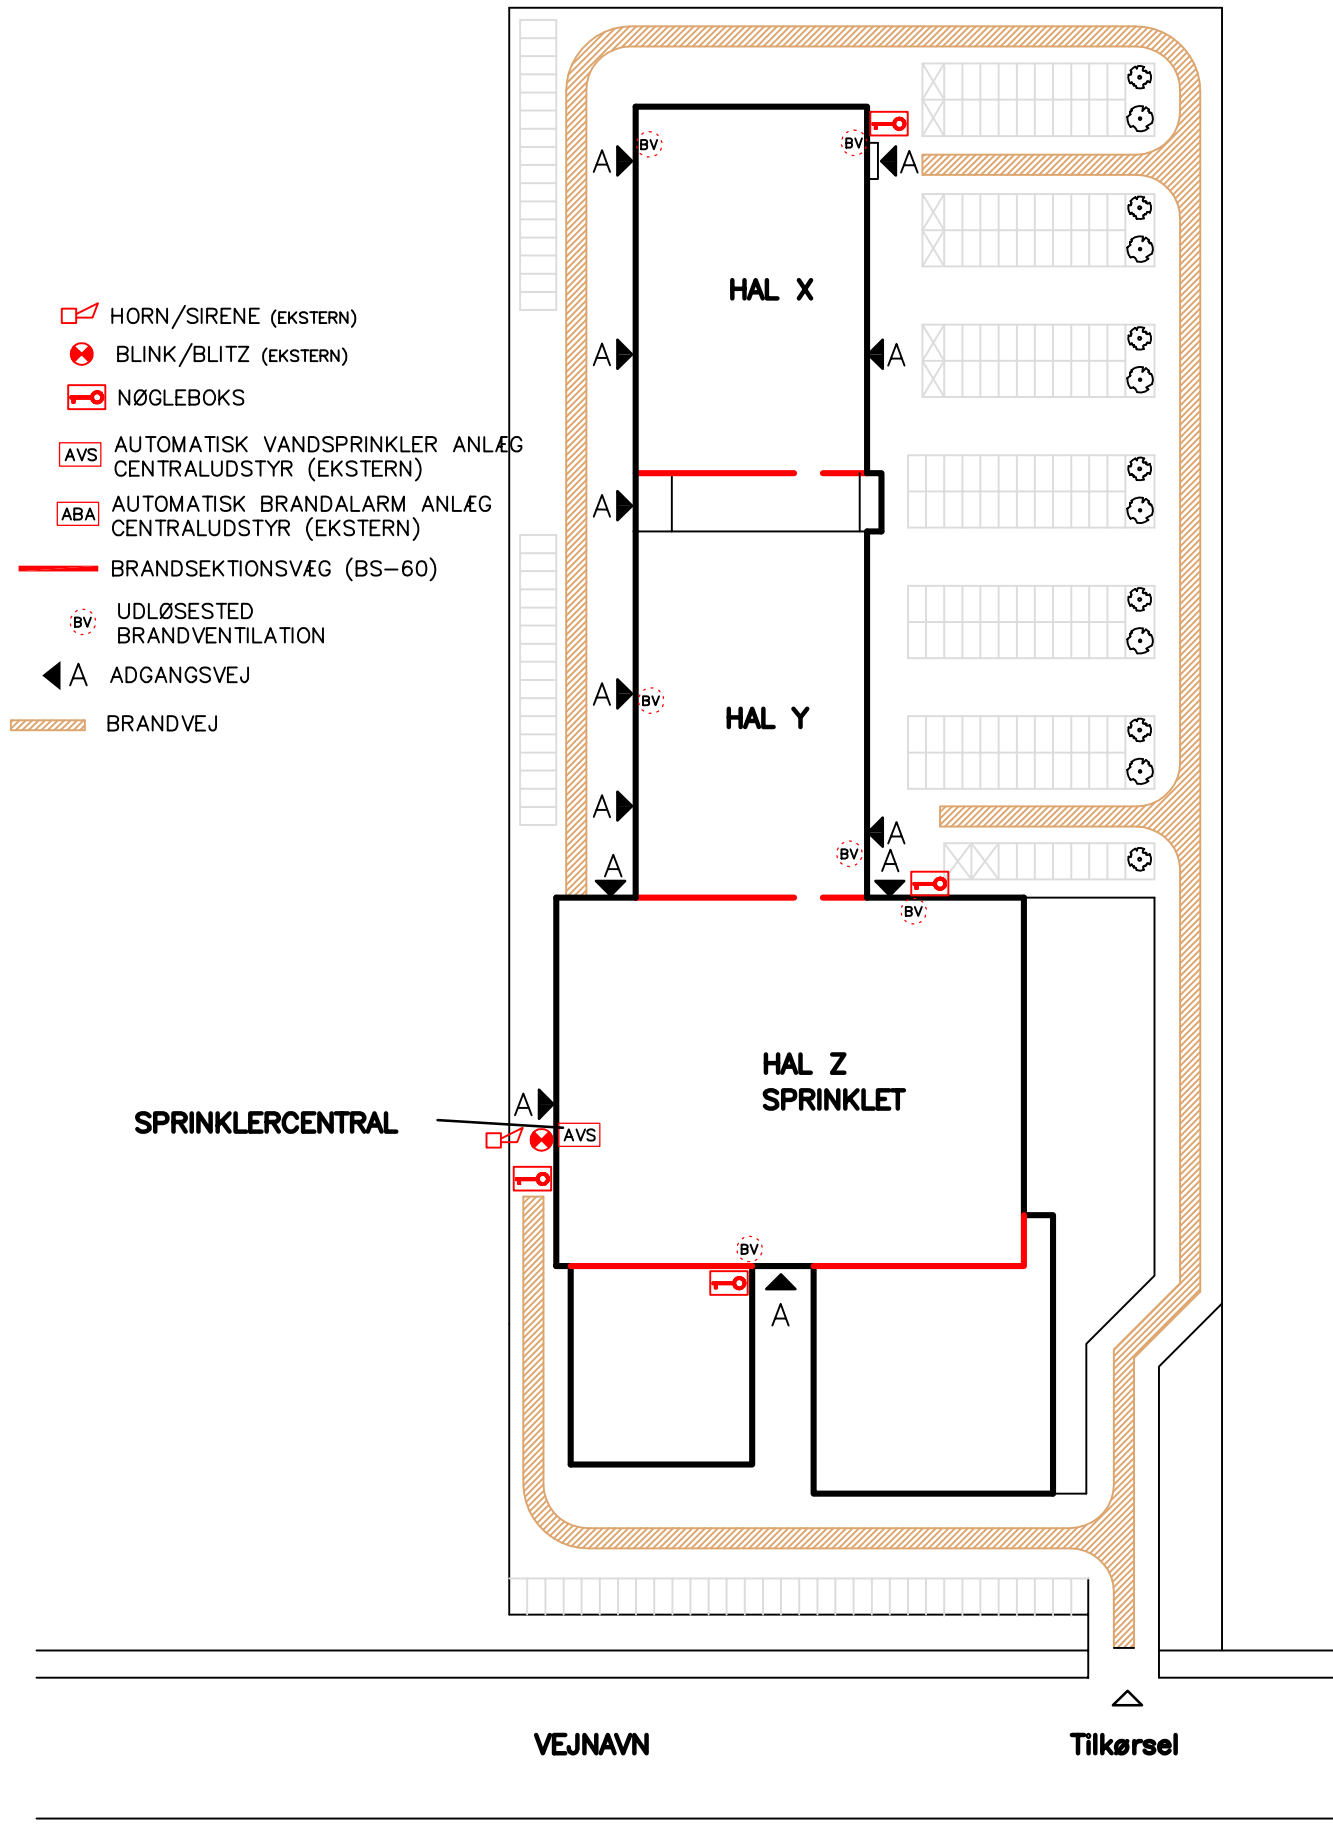 BV
BV
A
A
HAL X
HORN/SIRENE (EKSTERN)
BLINK/BLITZ (EKSTERN)
A
A
NØGLEBOKS
AVS AUTOMATISK VANDSPRINKLER ANLÆG
CENTRALUDSTYR (EKSTERN)
ABA AUTOMATISK BRANDALARM ANLÆG
CENTRALUDSTYR (EKSTERN)
A
BRANDSEKTIONSVÆG (BS-60)
BV UDLØSESTED
BRANDVENTILATION
A ADGANGSVEJ
BRANDVEJ
A
BV
HAL Y
A
A
BV
A
A
BV
HAL Z
SPRINKLET
A
SPRINKLERCENTRAL
AVS
BV
A
VEJNAVN
Tilkørsel